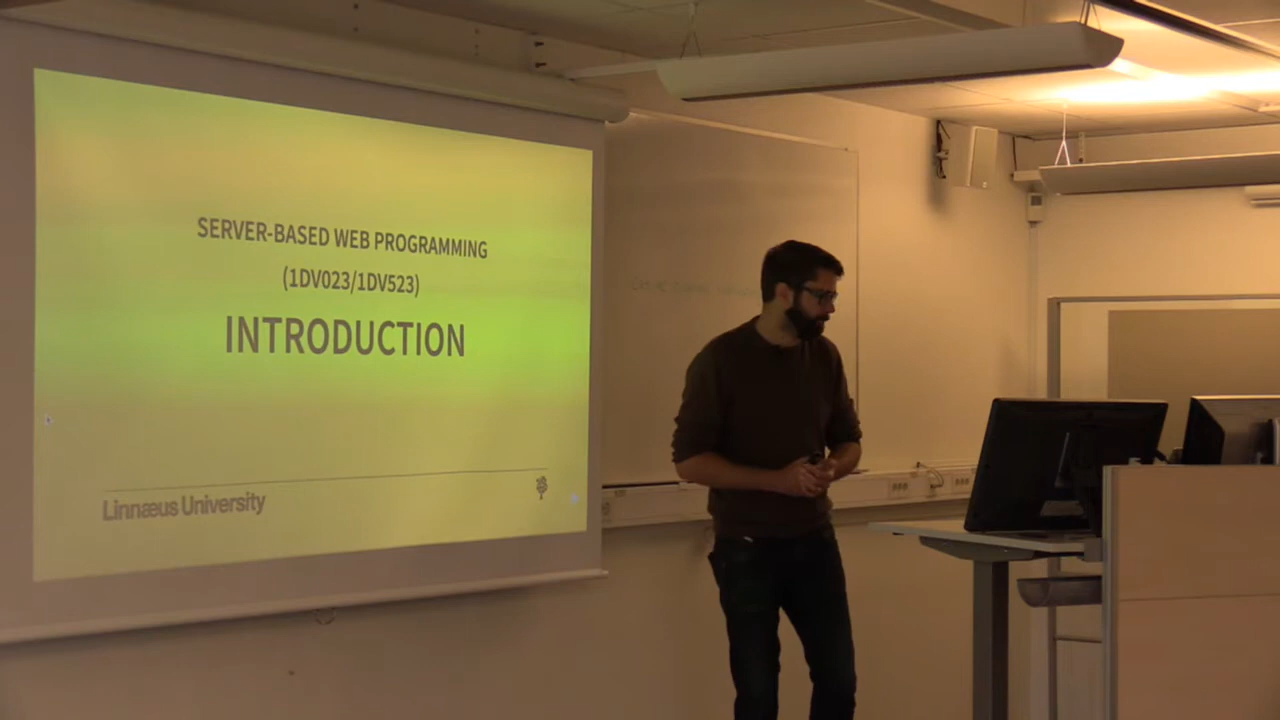 SERVER-BASED WEB PROGRAMMING
(1DV023/1DV523)
INTRODUCTION
Linnæus University